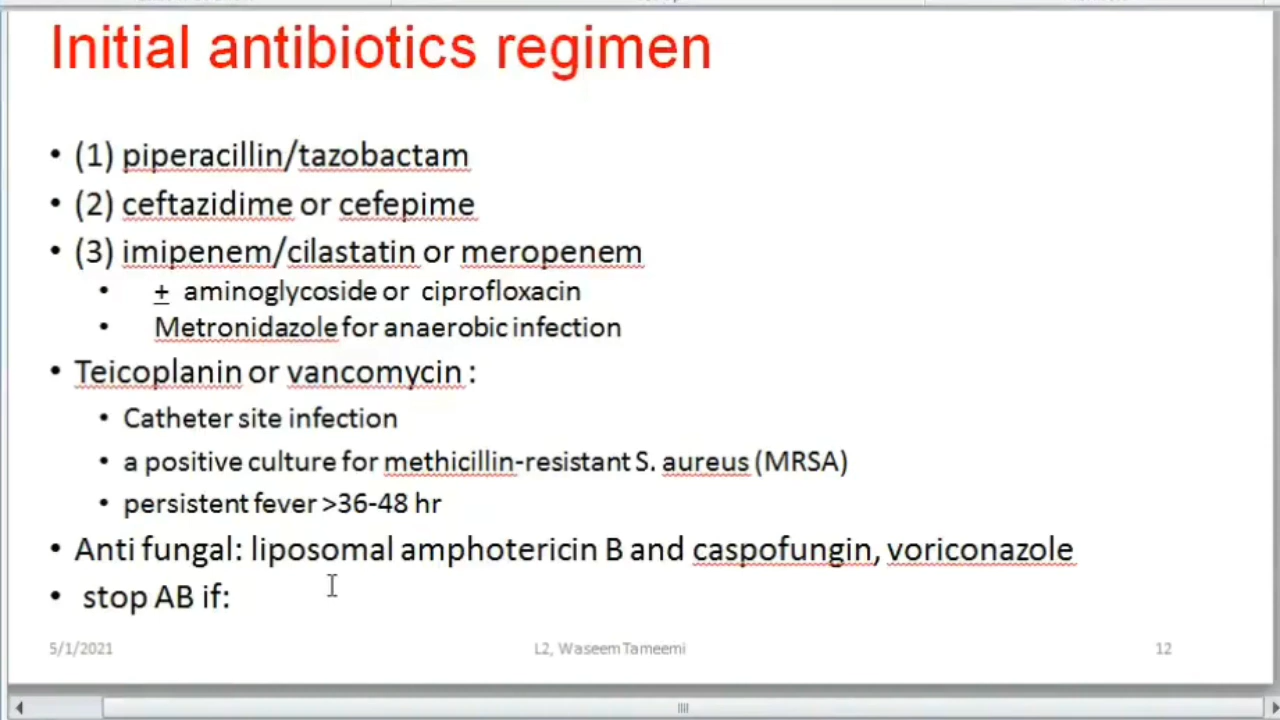 Initial antibiotics regimen
• (1) piperacillin/tazobactam
• (2) ceftazidime or cefepime
• (3) imipenem/cilastatin or meropenem
• + aminoglycoside or ciprofloxacin
• Metronidazole for anaerobic infection
• Teicoplanin or vancomycin :
• Catheter site infection
• a positive culture for methicillin-resistant S. aureus (MRSA)
• persistent fever >36-48 hr
• Anti fungal: liposomal amphotericin B and caspofungin, voriconazole
• stop AB if:
5/1/2021 L2, Waseem Tameemi 12